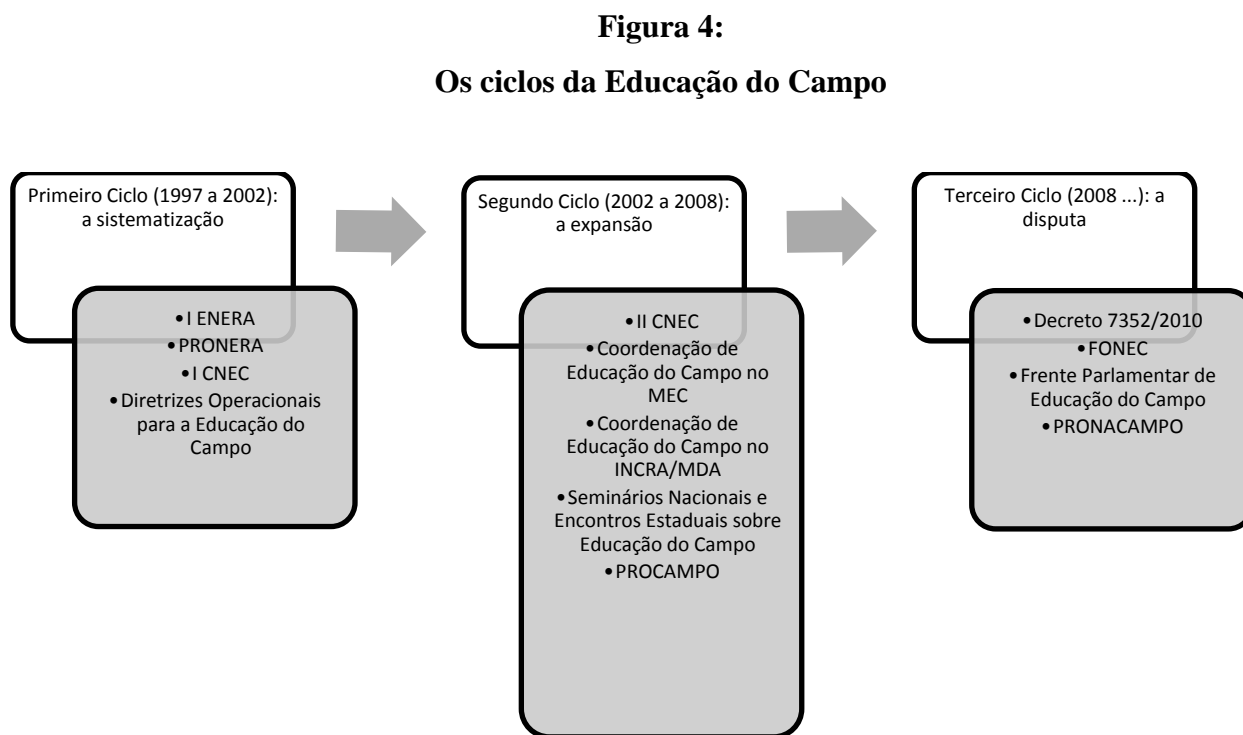 Figura 4:
Os ciclos da Educação do Campo
Primeiro Ciclo (1997 a 2002):
a sistematização
•I ENERA
•PRONERA
•I CNEC
•Diretrizes Operacionais
para a Educação do
Campo
Segundo Ciclo (2002 a 2008):
a expansão
•II CNEC
•Coordenação de
Educação do Campo no
MEC
•Coordenação de
Educação do Campo no
INCRA/MDA
•Seminários Nacionais e
Encontros Estaduais sobre
Educação do Campo
•PROCAMPO
Terceiro Ciclo (2008 ...): a
disputa
•Decreto 7352/2010
•FONEC
•Frente Parlamentar de
Educação do Campo
•PRONACAMPO